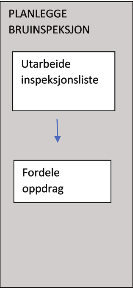 PLANLEGGE
BRUINSPEKSJON
Utarbeide
inspeksjonsliste
Fordele
oppdrag